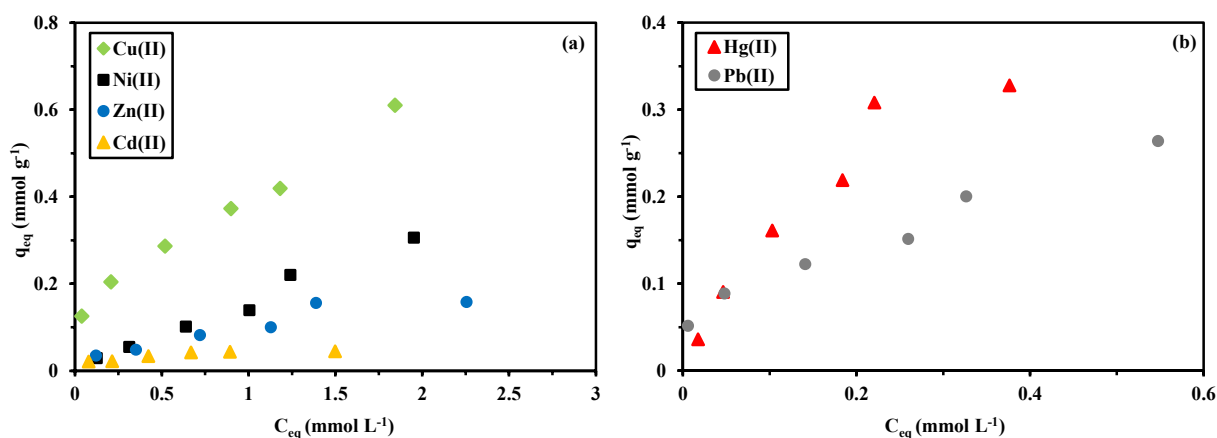 0.8
0.6
0.4
0.2
0
q_eq (mmol g⁻¹)
Cu(II)
Ni(II)
Zn(II)
Cd(II)
(a)
0 0.5 1 1.5 2 2.5 3
C_eq (mmol L⁻¹)
0.4
0.3
0.2
0.1
0
q_eq (mmol g⁻¹)
Hg(II)
Pb(II)
(b)
0 0.2 0.4 0.6
C_eq (mmol L⁻¹)